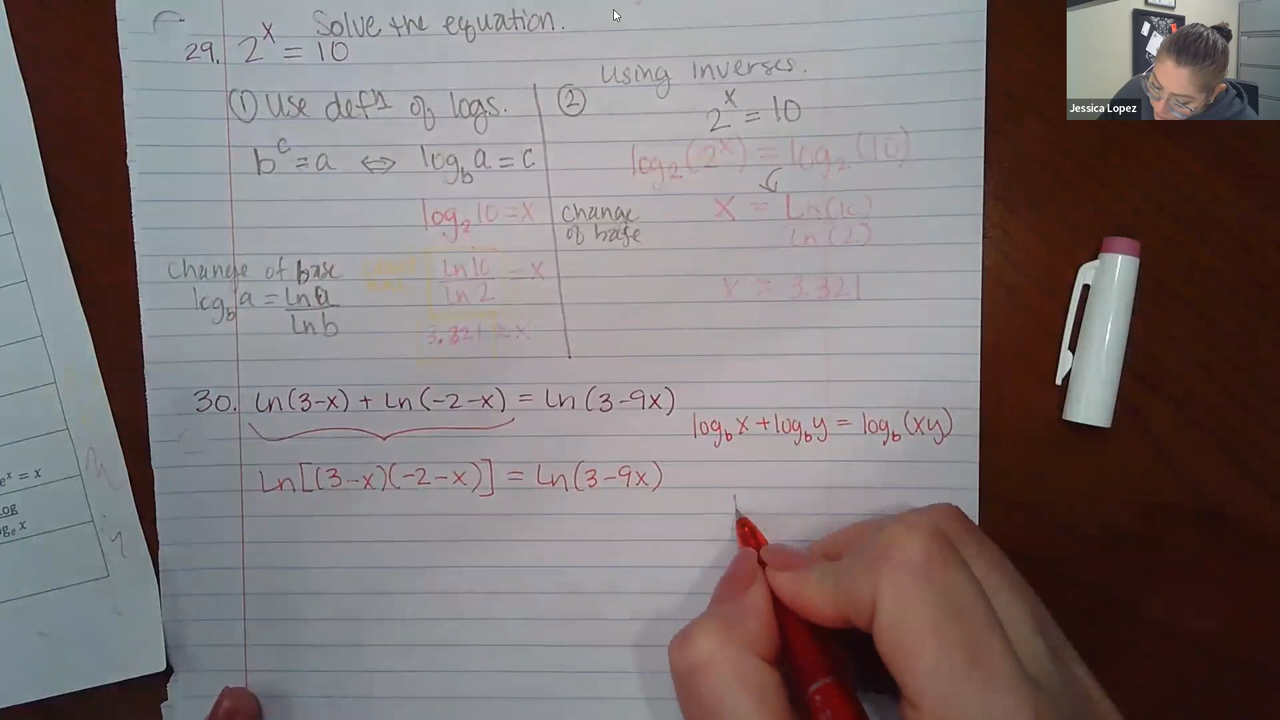 Solve the equation.
29. 2^x = 10
① Use def'n of logs.
b^c = a ⇔ log_b a = c
log_2 10 = x
change of base
log_b a = ln a / ln b
ln 10 / ln 2 = x
3.321 ≈ x
② Using inverses.
2^x = 10
log_2(2^x) = log_2(10)
change of base
x = ln(10) / ln(2)
x ≈ 3.321
30. ln(3-x) + ln(-2-x) = ln(3-9x)
log_b x + log_b y = log_b(xy)
ln[(3-x)(-2-x)] = ln(3-9x)
e^x = x
Jessica Lopez